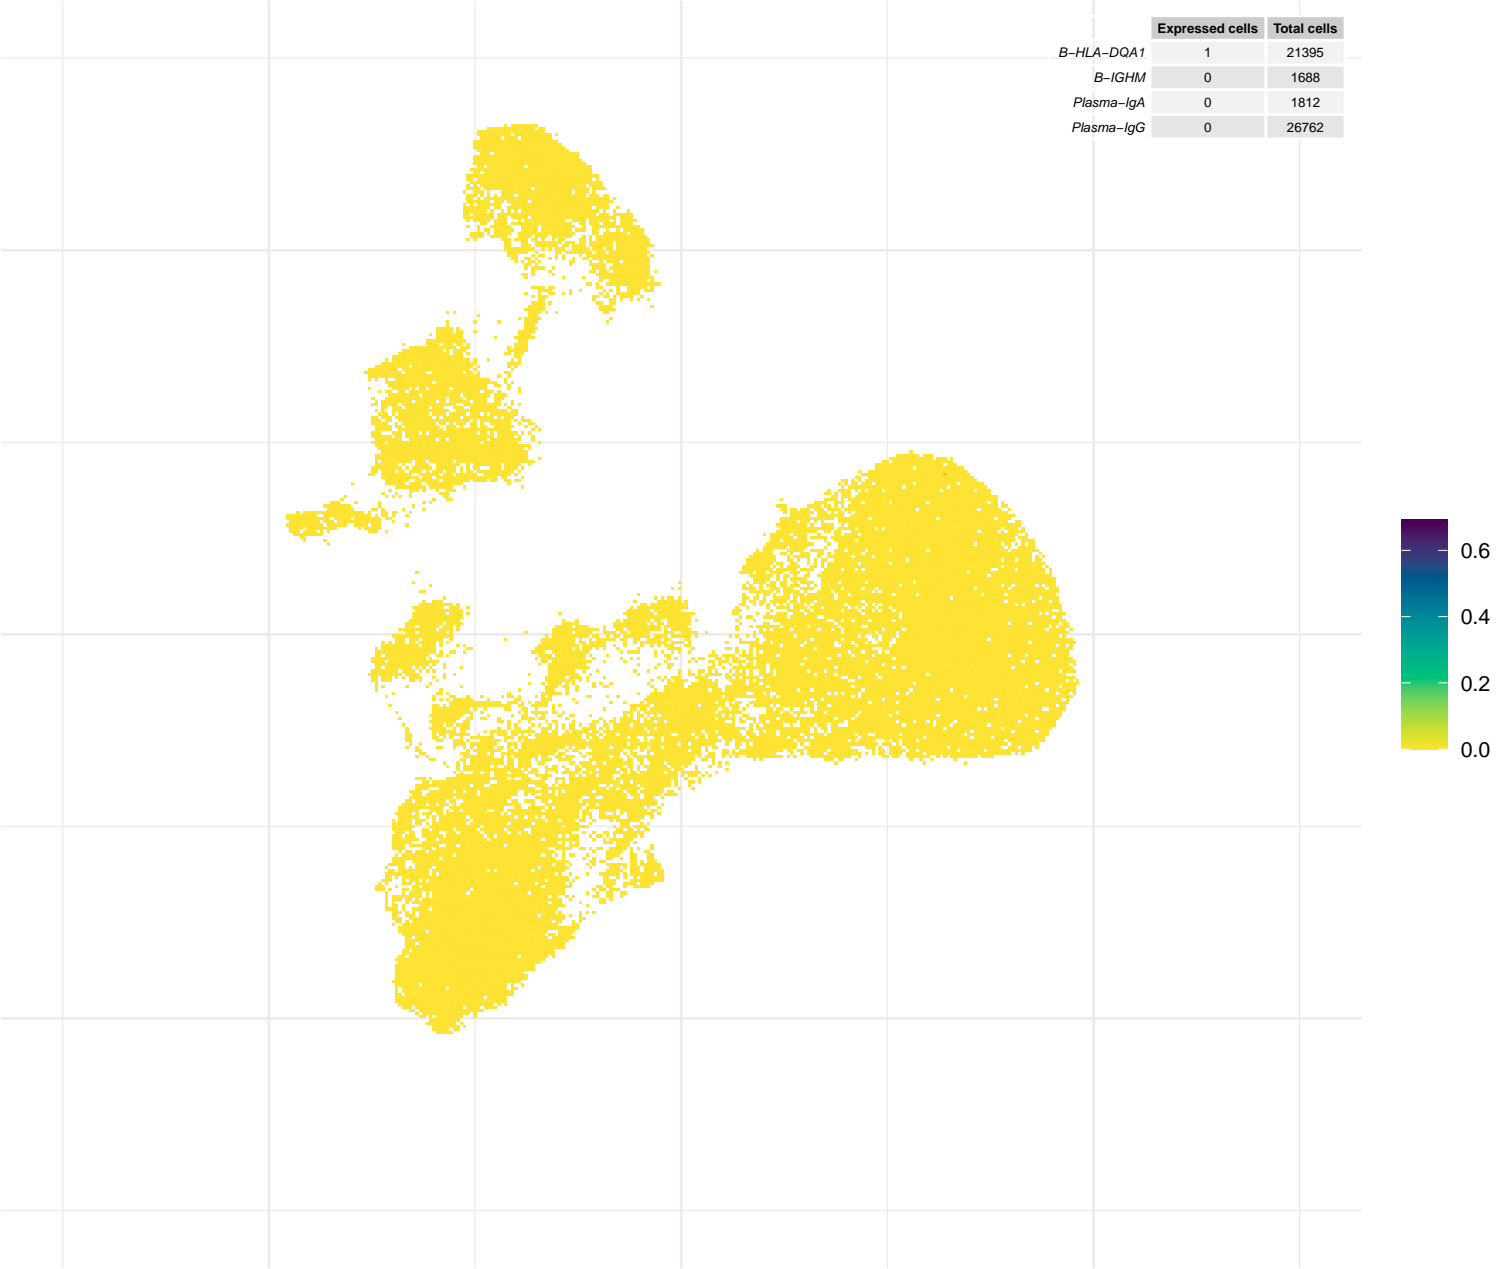 Expressed cells Total cells
B−HLA−DQA1 1 21395
B−IGHM 0 1688
Plasma−IgA 0 1812
Plasma−IgG 0 26762
0.6
0.4
0.2
0.0